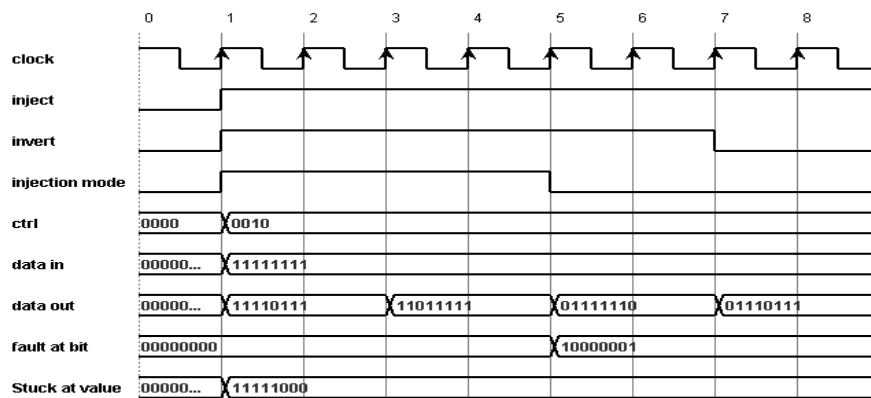 0 1 2 3 4 5 6 7 8
clock
inject
invert
injection mode
ctrl 0000 0010
data in 00000... 11111111
data out 00000... 11110111 11011111 01111110 01110111
fault at bit 00000000 10000001
Stuck at value 00000... 11111000